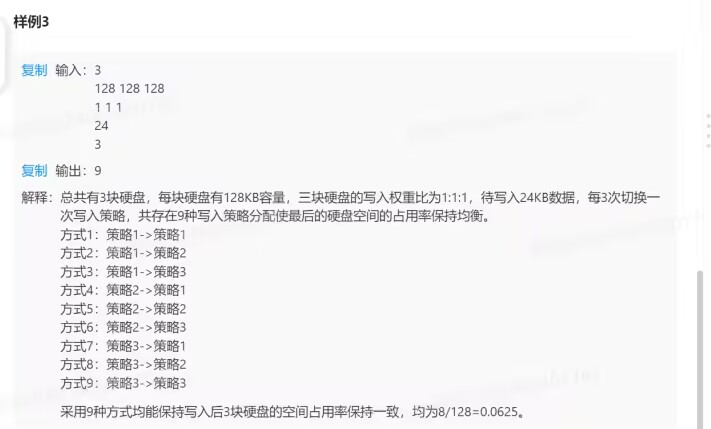 样例3
复制 输入：3
128 128 128
1 1 1
24
3
复制 输出：9
解释：总共有3块硬盘，每块硬盘有128KB容量，三块硬盘的写入权重比为1:1:1，待写入24KB数据，每3次切换一
次写入策略，共存在9种写入策略分配使最后的硬盘空间的占用率保持均衡。
方式1：策略1->策略1
方式2：策略1->策略2
方式3：策略1->策略3
方式4：策略2->策略1
方式5：策略2->策略2
方式6：策略2->策略3
方式7：策略3->策略1
方式8：策略3->策略2
方式9：策略3->策略3
采用9种方式均能保持写入后3块硬盘的空间占用率保持一致，均为8/128=0.0625。